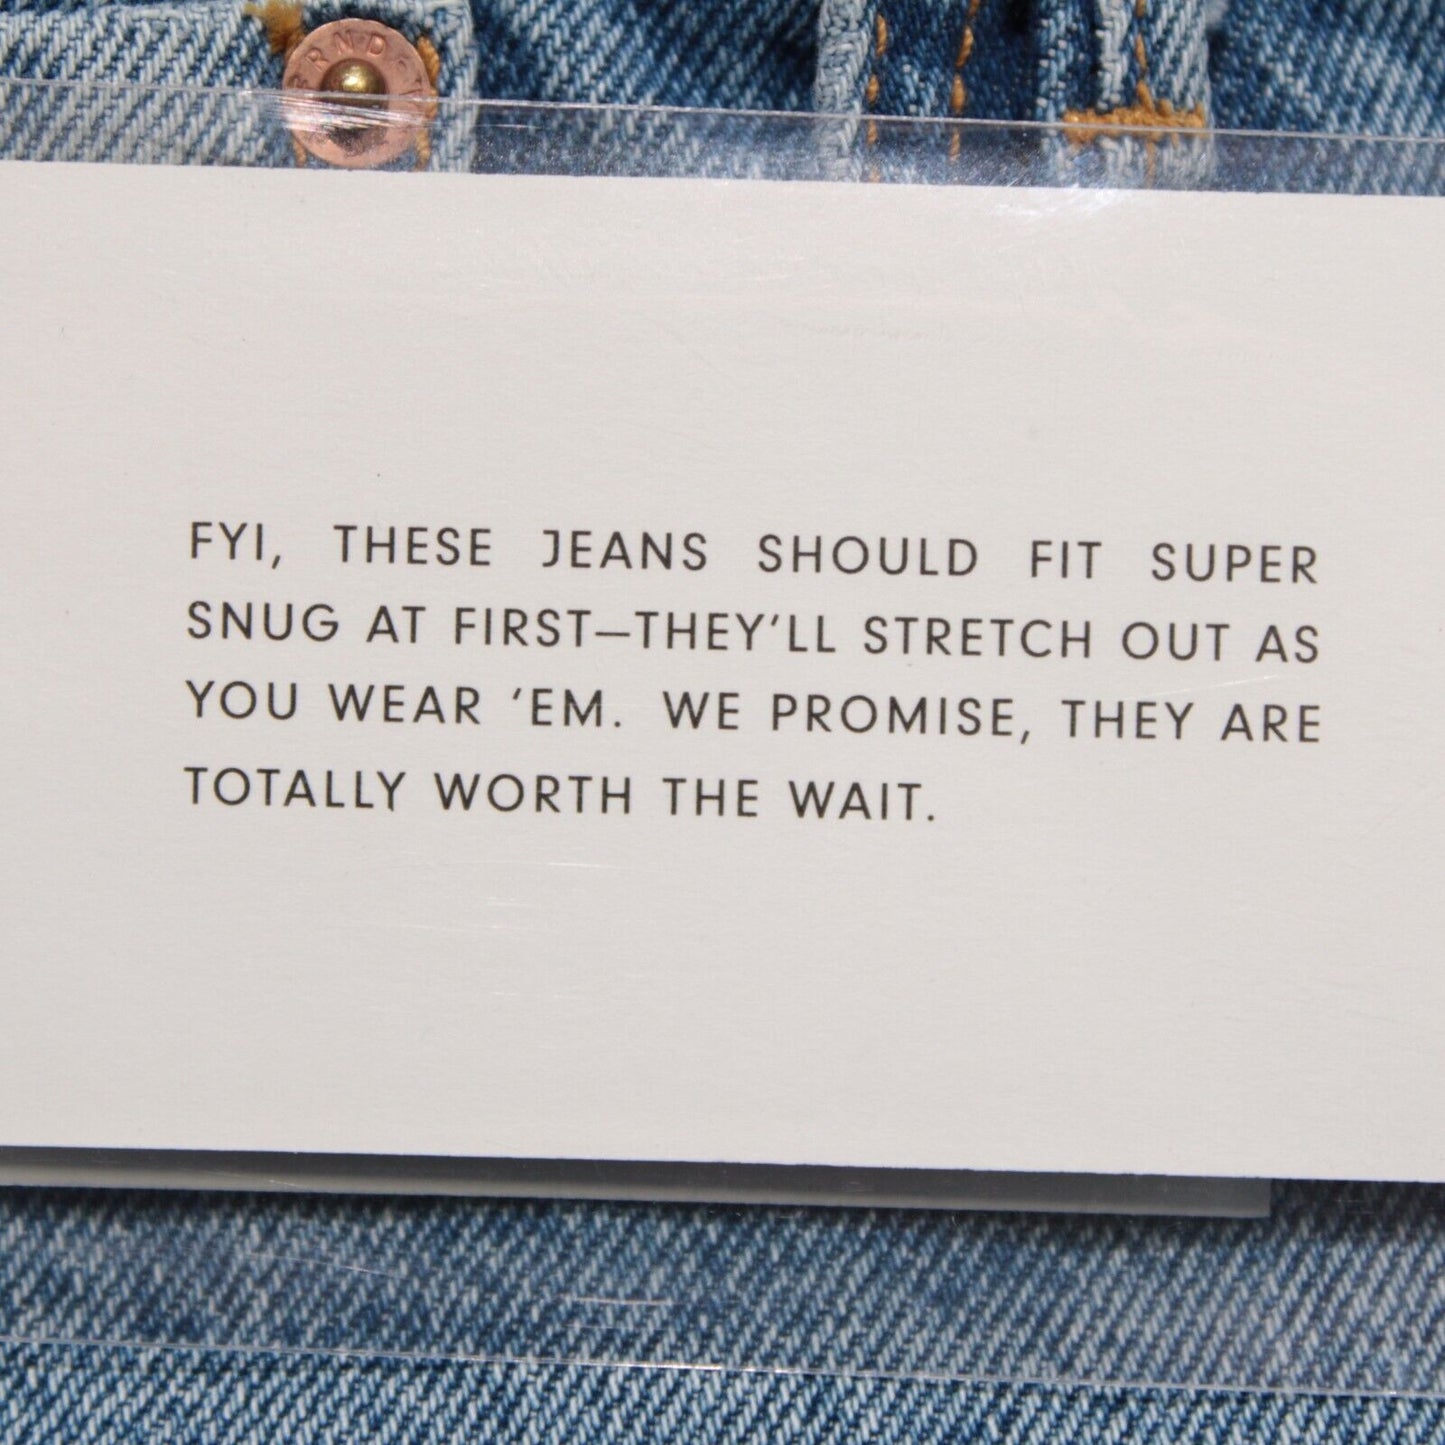 FYI, THESE JEANS SHOULD FIT SUPER
SNUG AT FIRST—THEY’LL STRETCH OUT AS
YOU WEAR ‘EM. WE PROMISE, THEY ARE
TOTALLY WORTH THE WAIT.